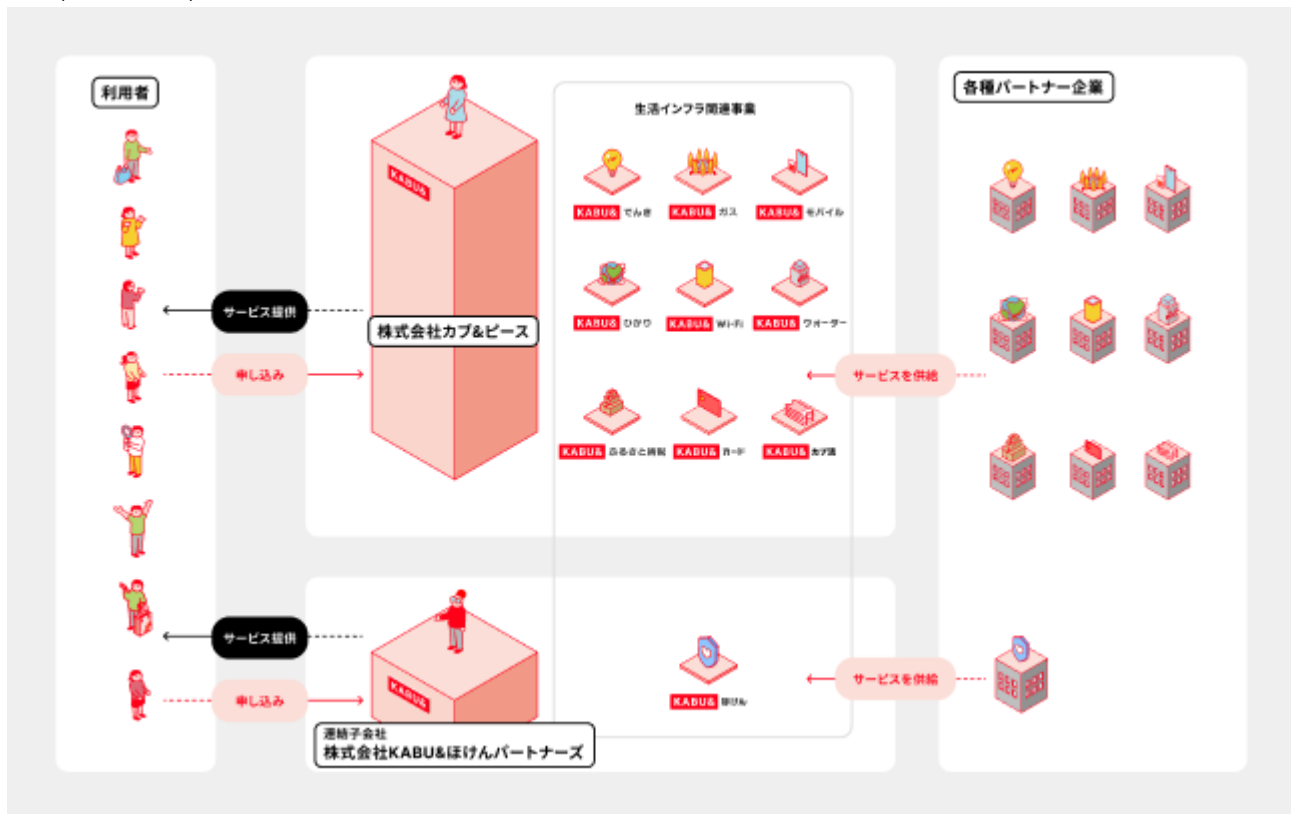 利用者
各種パートナー企業
生活インフラ関連事業
KABU&
KABU& でんき
KABU& ガス
KABU& モバイル
サービス提供
株式会社カブ&ピース
KABU& ひかり
KABU& Wi-Fi
KABU& ウォーター
申し込み
サービスを供給
KABU& ふるさと納税
KABU& カード
KABU& カブ活
サービス提供
サービスを供給
KABU&
申し込み
KABU& ほけん
連結子会社
株式会社KABU&ほけんパートナーズ